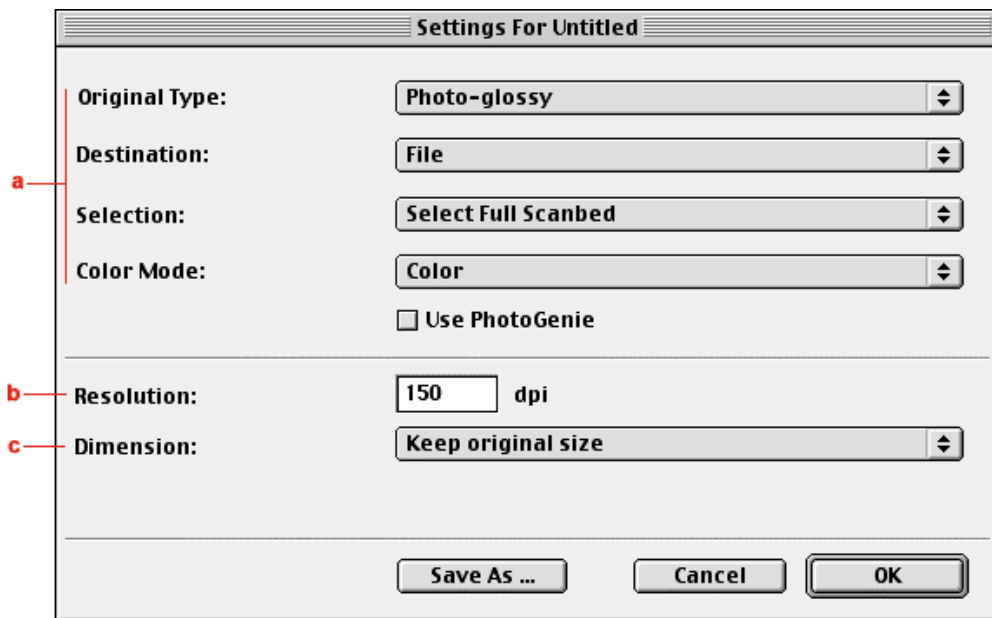 Settings For Untitled
Original Type: Photo-glossy
Destination: File
a
Selection: Select Full Scanbed
Color Mode: Color
Use PhotoGenie
b Resolution: 150 dpi
c Dimension: Keep original size
Save As ... Cancel OK